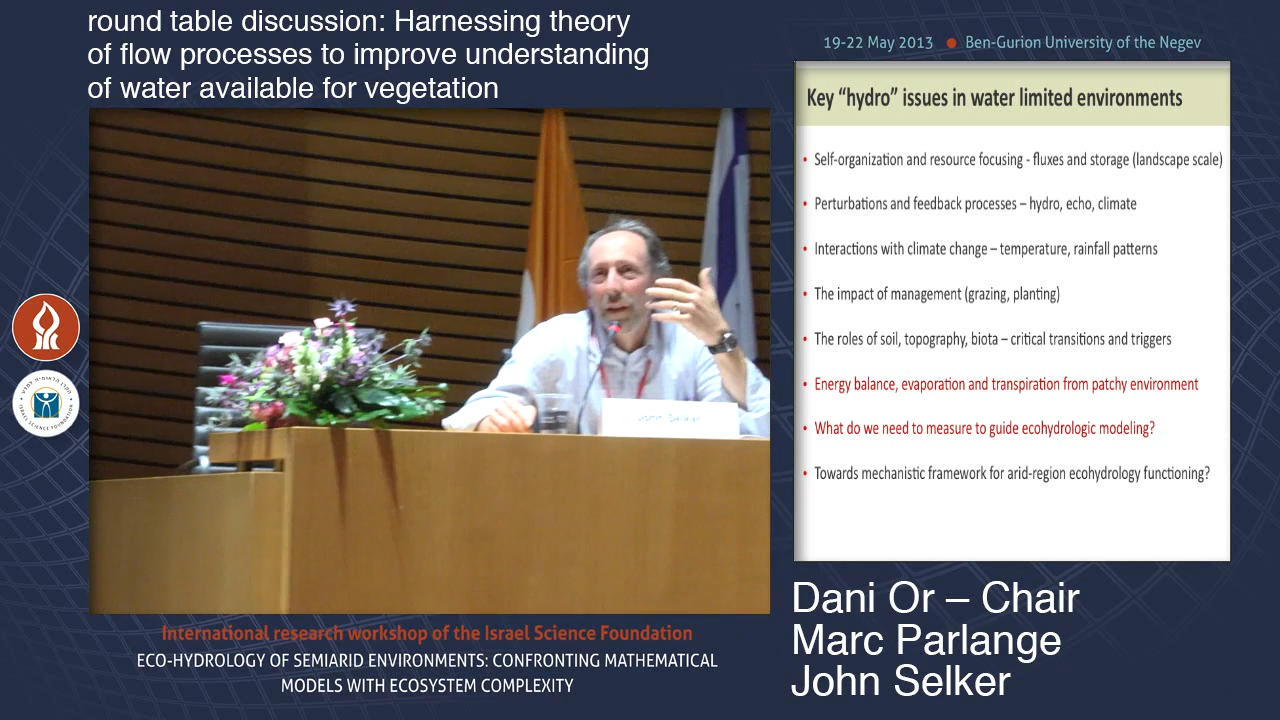 round table discussion: Harnessing theory
of flow processes to improve understanding
of water available for vegetation
19-22 May 2013 ● Ben-Gurion University of the Negev
Key “hydro” issues in water limited environments
• Self-organization and resource focusing - fluxes and storage (landscape scale)
• Perturbations and feedback processes – hydro, echo, climate
• Interactions with climate change – temperature, rainfall patterns
• The impact of management (grazing, planting)
• The roles of soil, topography, biota – critical transitions and triggers
• Energy balance, evaporation and transpiration from patchy environment
• What do we need to measure to guide ecohydrologic modeling?
• Towards mechanistic framework for arid-region ecohydrology functioning?
John Selker
Dani Or – Chair
Marc Parlange
John Selker
International research workshop of the Israel Science Foundation
ECO-HYDROLOGY OF SEMIARID ENVIRONMENTS: CONFRONTING MATHEMATICAL
MODELS WITH ECOSYSTEM COMPLEXITY
ISRAEL SCIENCE FOUNDATION